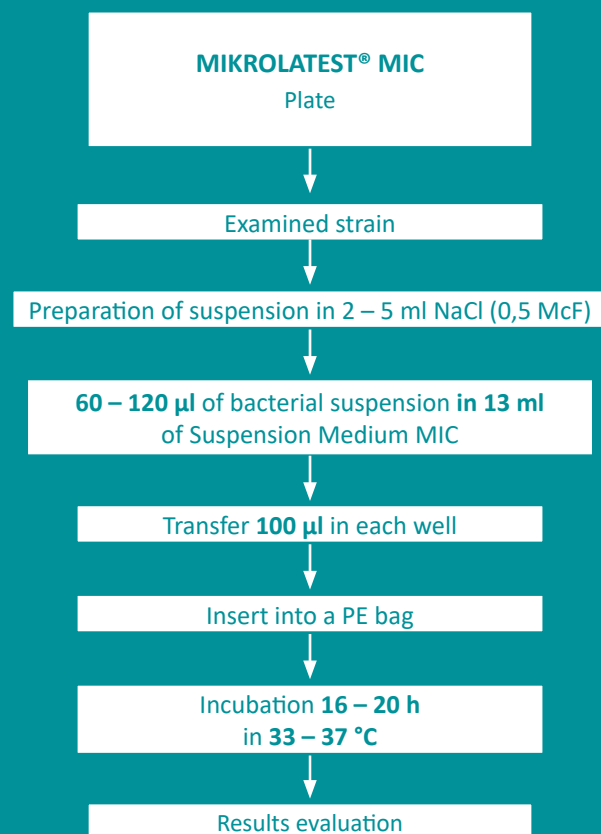 MIKROLATEST® MIC
Plate
Examined strain
Preparation of suspension in 2 – 5 ml NaCl (0,5 McF)
60 – 120 µl of bacterial suspension in 13 ml
of Suspension Medium MIC
Transfer 100 µl in each well
Insert into a PE bag
Incubation 16 – 20 h
in 33 – 37 °C
Results evaluation